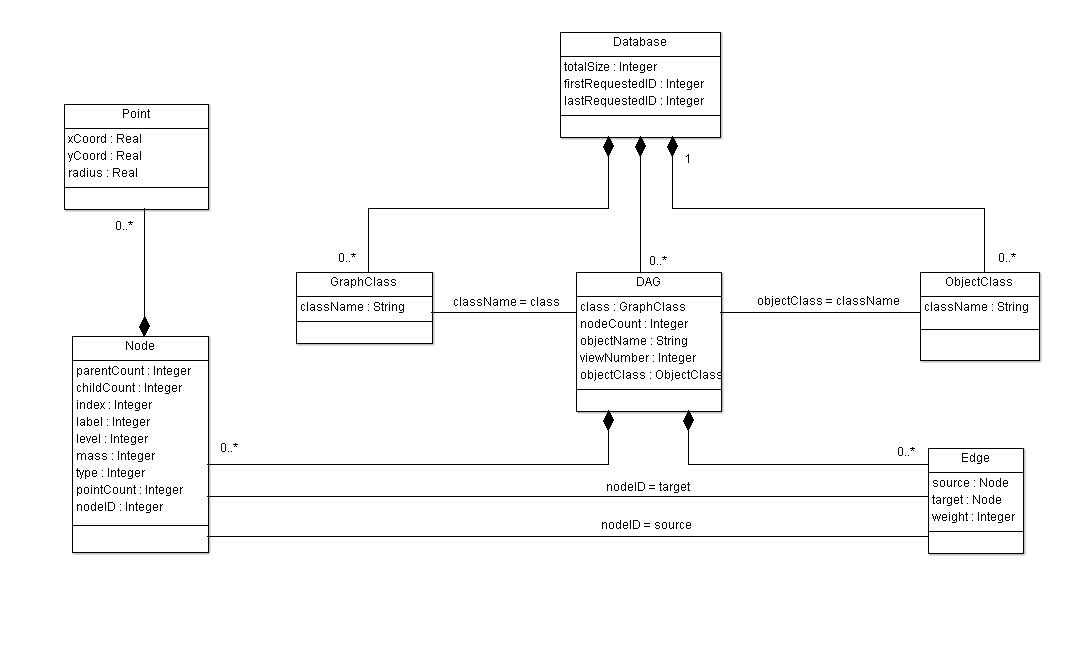 Database
totalSize : Integer
firstRequestedID : Integer
lastRequestedID : Integer
1
Point
xCoord : Real
yCoord : Real
radius : Real
0..*
0..*
0..*
0..*
GraphClass
className : String
className = class
DAG
class : GraphClass
nodeCount : Integer
objectName : String
viewNumber : Integer
objectClass : ObjectClass
objectClass = className
ObjectClass
className : String
Node
parentCount : Integer
childCount : Integer
index : Integer
label : Integer
level : Integer
mass : Integer
type : Integer
pointCount : Integer
nodeID : Integer
0..*
0..*
nodeID = target
nodeID = source
Edge
source : Node
target : Node
weight : Integer